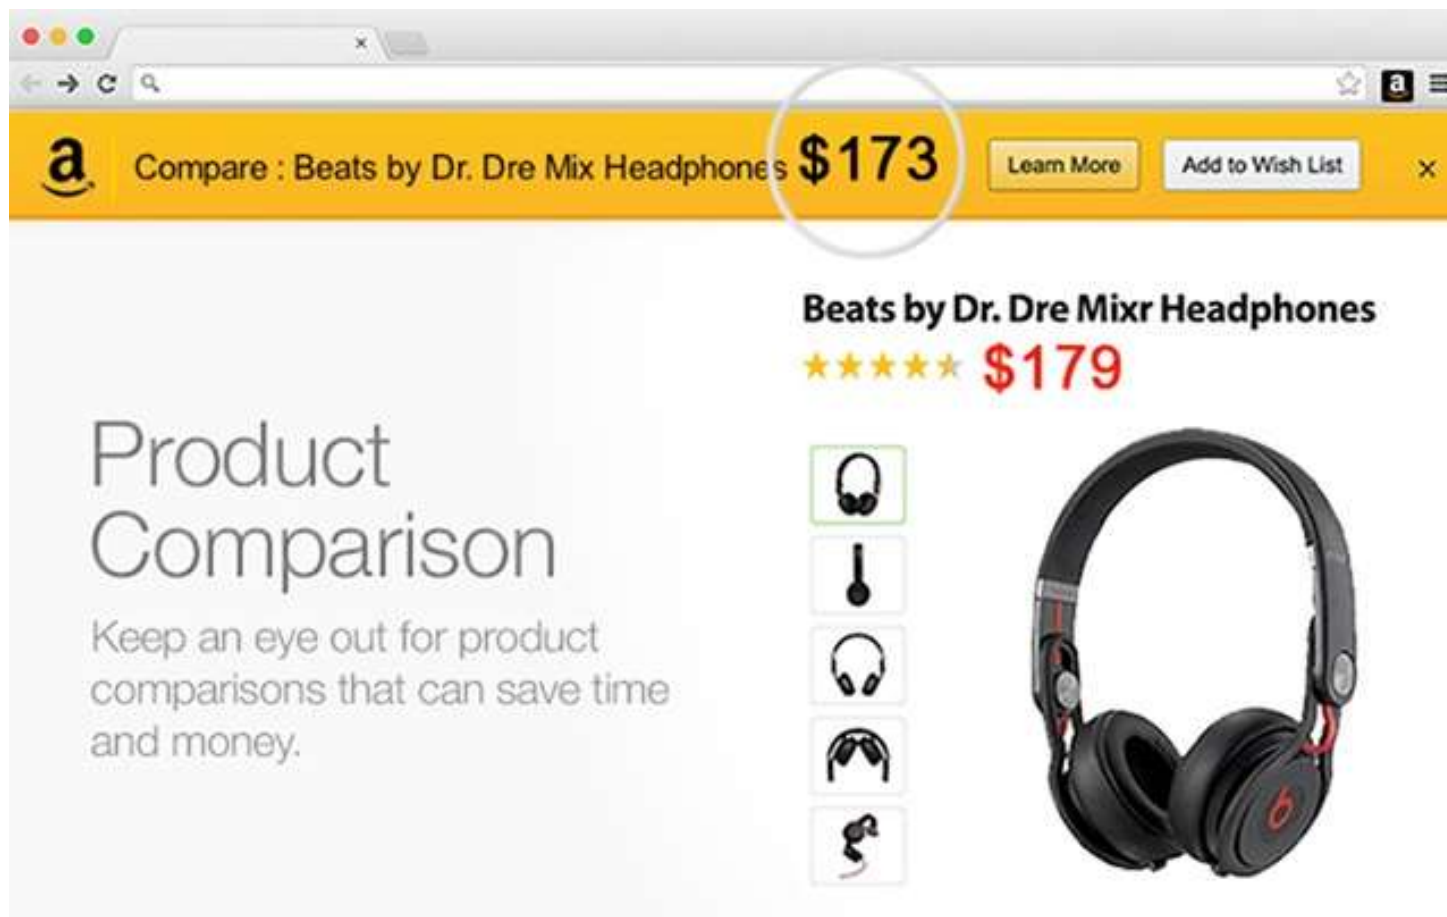 a
a
Compare : Beats by Dr. Dre Mix Headphones $173
Learn More
Add to Wish List
Beats by Dr. Dre Mixr Headphones
$179
Product
Comparison
Keep an eye out for product
comparisons that can save time
and money.